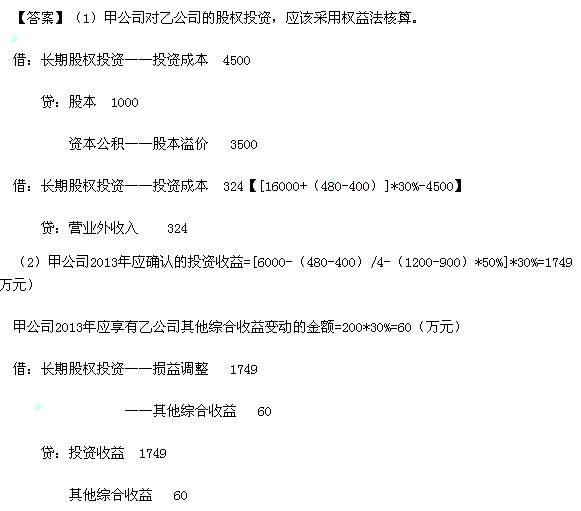 【答案】（1）甲公司对乙公司的股权投资，应该采用权益法核算。
借：长期股权投资——投资成本 4500
贷：股本 1000
资本公积——股本溢价 3500
借：长期股权投资——投资成本 324【[16000+（480-400）]*30%-4500】
贷：营业外收入 324
（2）甲公司2013年应确认的投资收益=[6000-（480-400）/4-（1200-900）*50%]*30%=1749
万元）
甲公司2013年应享有乙公司其他综合收益变动的金额=200*30%=60（万元）
借：长期股权投资——损益调整 1749
——其他综合收益 60
贷：投资收益 1749
其他综合收益 60